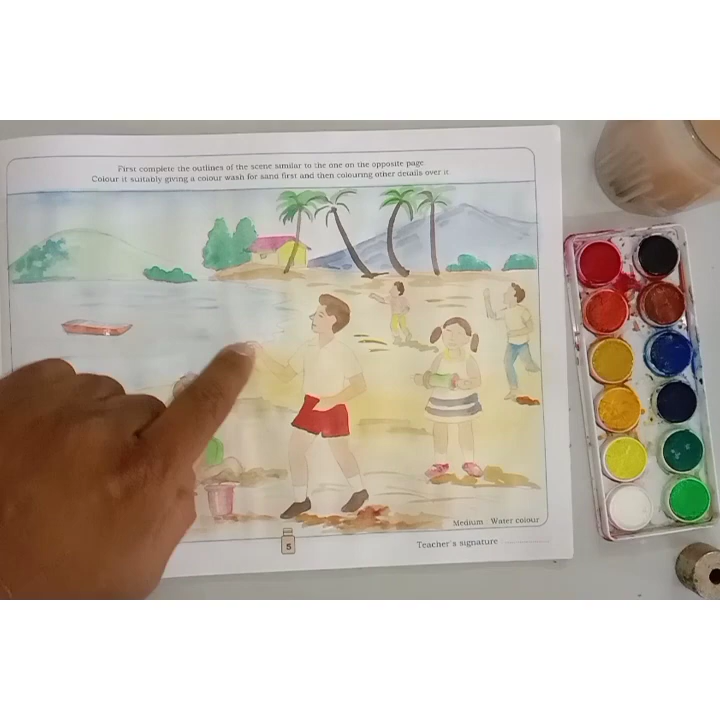 First complete the outlines of the scene similar to the one on the opposite page.
Colour it suitably giving a colour wash for sand first and then colouring other details over it.
Medium : Water colour
5
Teacher's signature